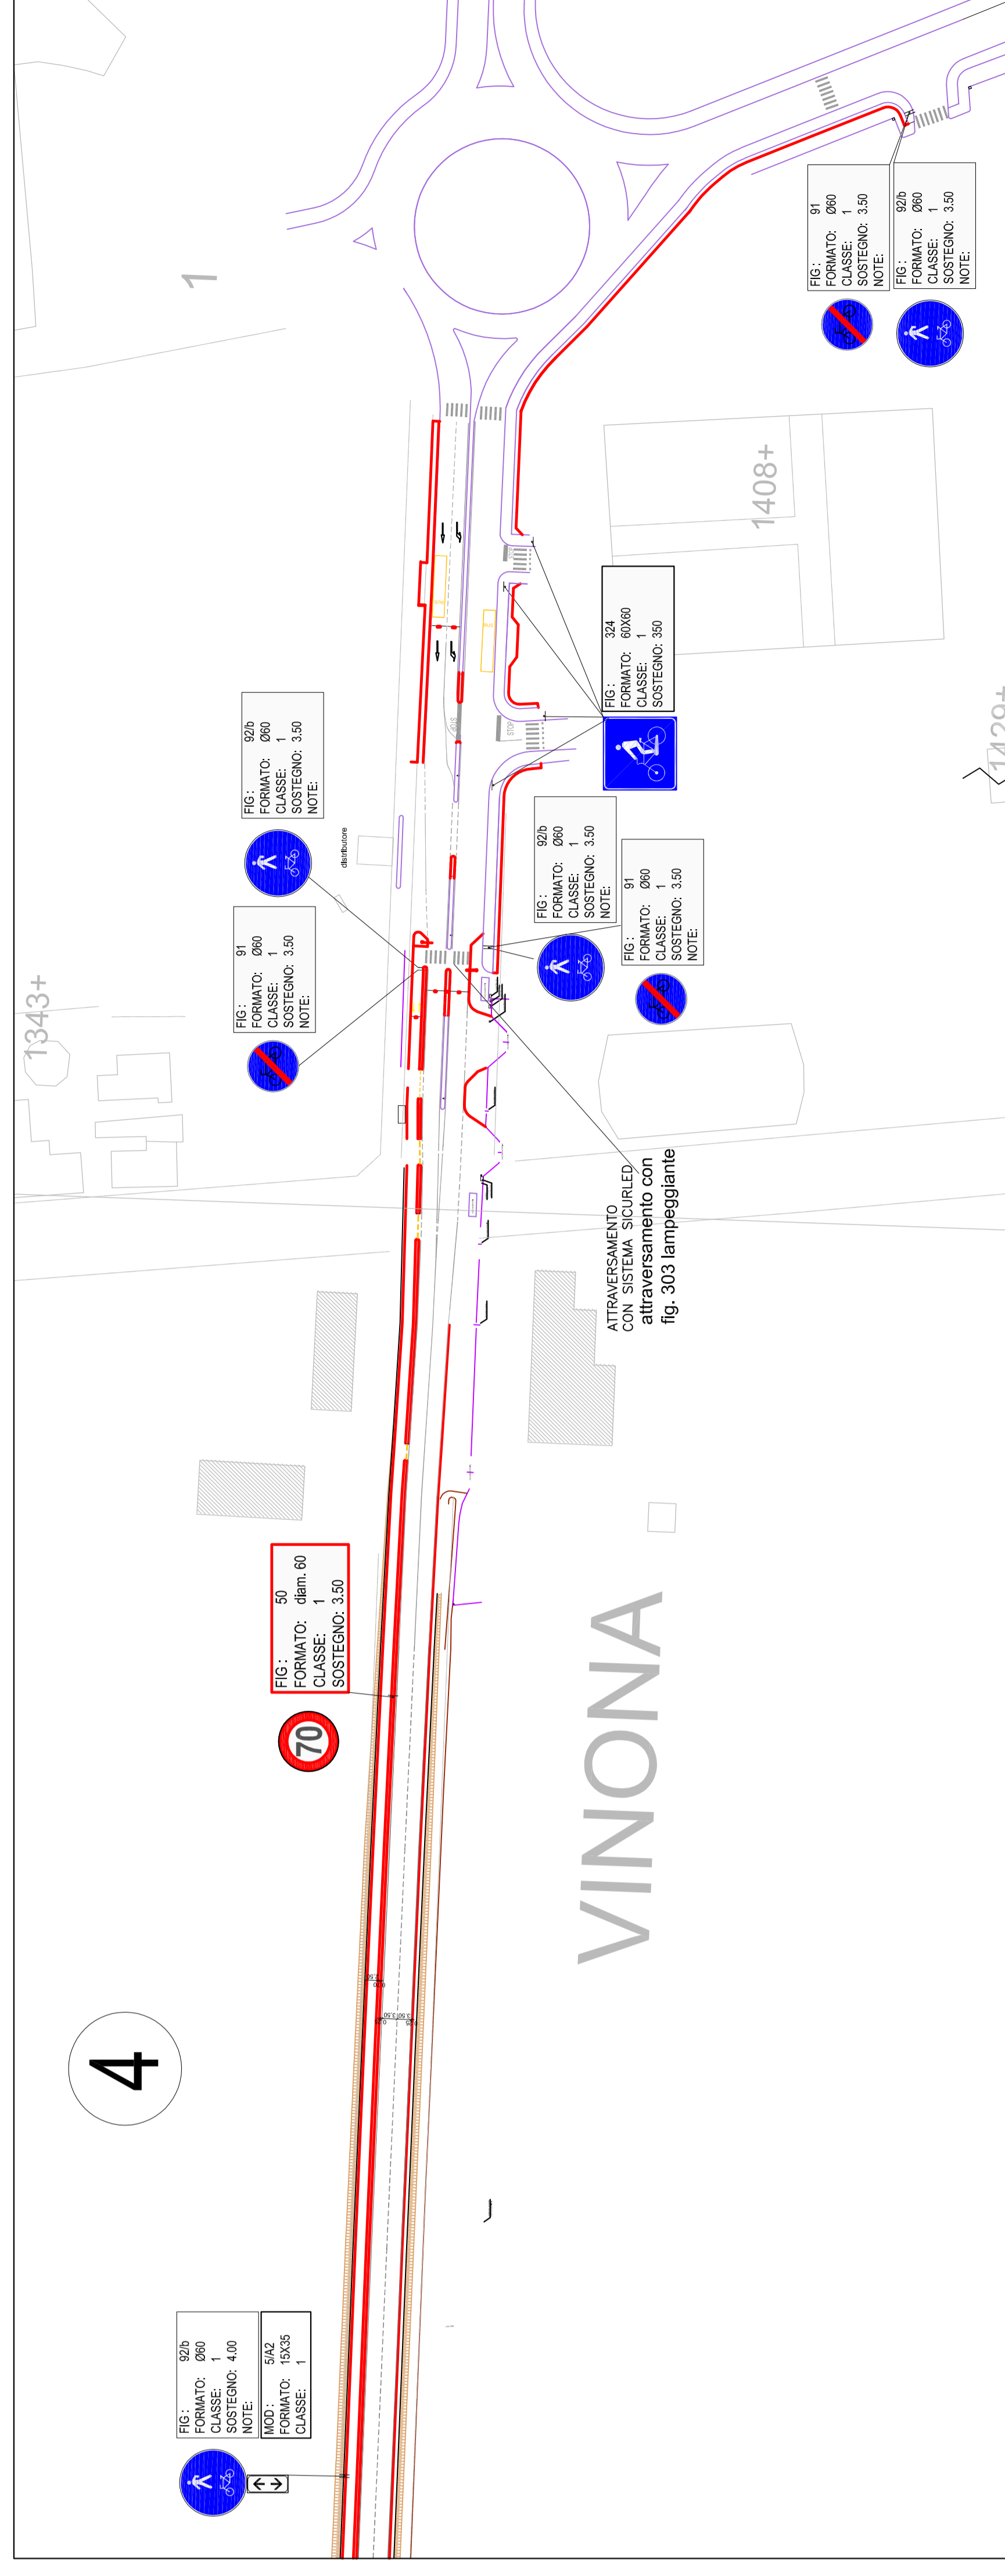 4
FIG : 92/b
FORMATO: Ø60
CLASSE: 1
SOSTEGNO: 4.00
NOTE:
MOD : 5/A2
FORMATO: 15X35
CLASSE: 1
70
FIG : 50
FORMATO: diam. 60
CLASSE: 1
SOSTEGNO: 3.50
VINONA
1343+
FIG : 91
FORMATO: Ø60
CLASSE: 1
SOSTEGNO: 3.50
NOTE:
FIG : 92/b
FORMATO: Ø60
CLASSE: 1
SOSTEGNO: 3.50
NOTE:
distributore
ATTRAVERSAMENTO
CON SISTEMA SICURLED
attraversamento con
fig. 303 lampeggiante
FIG : 92/b
FORMATO: Ø60
CLASSE: 1
SOSTEGNO: 3.50
NOTE:
FIG : 91
FORMATO: Ø60
CLASSE: 1
SOSTEGNO: 3.50
NOTE:
FIG : 324
FORMATO: 60X60
CLASSE: 1
SOSTEGNO: 350
STOP
STOP
1408+
1429+
1
FIG : 91
FORMATO: Ø60
CLASSE: 1
SOSTEGNO: 3.50
NOTE:
FIG : 92/b
FORMATO: Ø60
CLASSE: 1
SOSTEGNO: 3.50
NOTE: